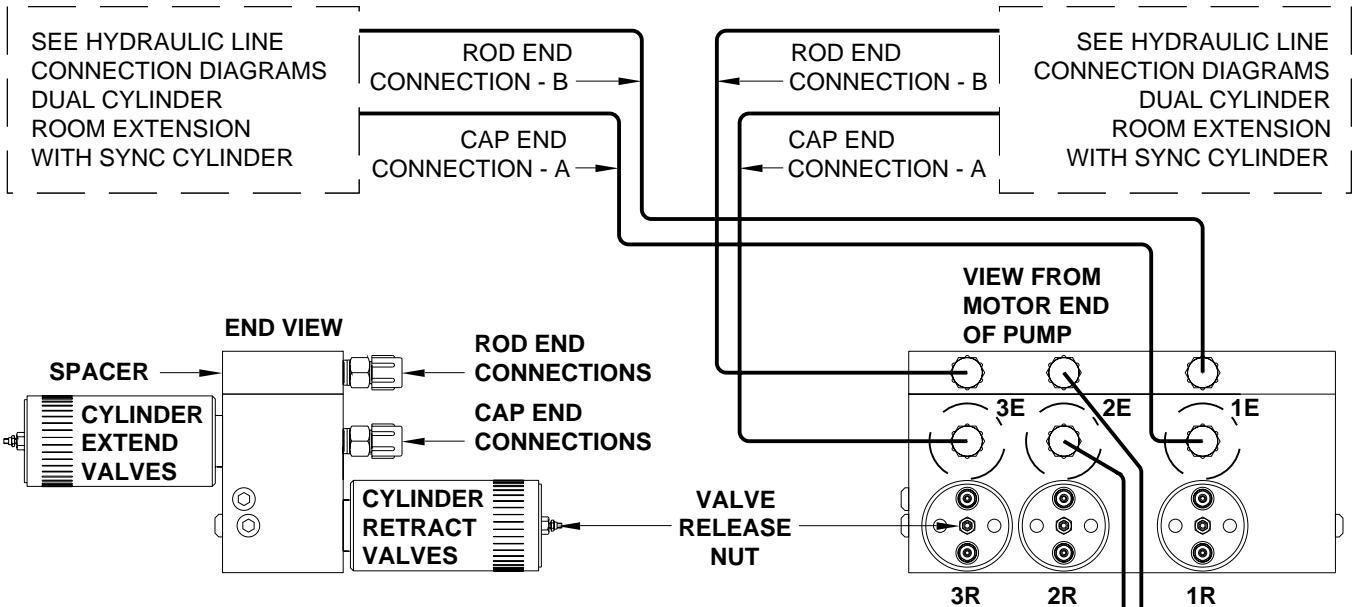 SEE HYDRAULIC LINE
CONNECTION DIAGRAMS
DUAL CYLINDER
ROOM EXTENSION
WITH SYNC CYLINDER
ROD END
CONNECTION - B
CAP END
CONNECTION - A
ROD END
CONNECTION - B
CAP END
CONNECTION - A
SEE HYDRAULIC LINE
CONNECTION DIAGRAMS
DUAL CYLINDER
ROOM EXTENSION
WITH SYNC CYLINDER
END VIEW
SPACER
CYLINDER
EXTEND
VALVES
ROD END
CONNECTIONS
CAP END
CONNECTIONS
CYLINDER
RETRACT
VALVES
VALVE
RELEASE
NUT
VIEW FROM
MOTOR END
OF PUMP
3E 2E 1E
3R 2R 1R